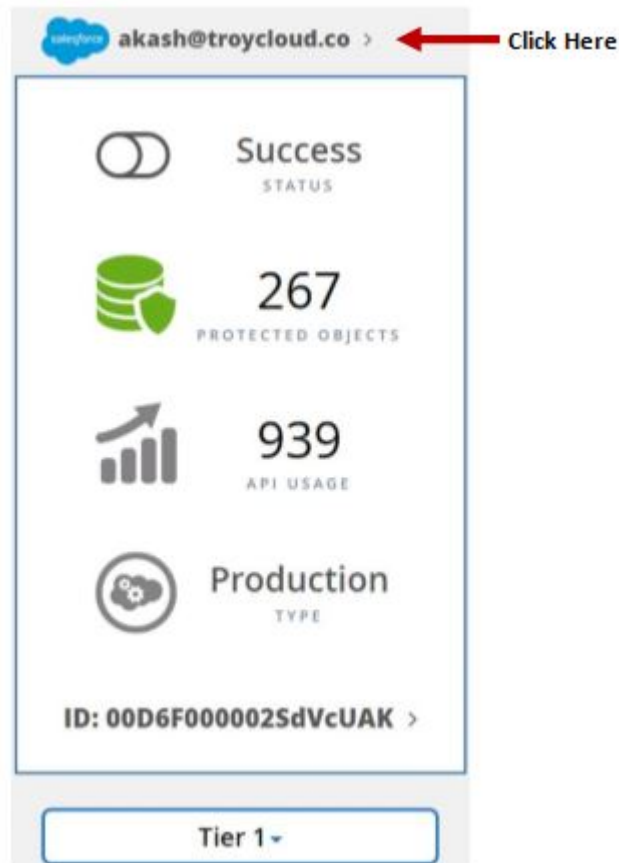 salesforce akash@troycloud.co > Click Here
Success
STATUS
267
PROTECTED OBJECTS
939
API USAGE
Production
TYPE
ID: 00D6F000002SdVcUAK >
Tier 1